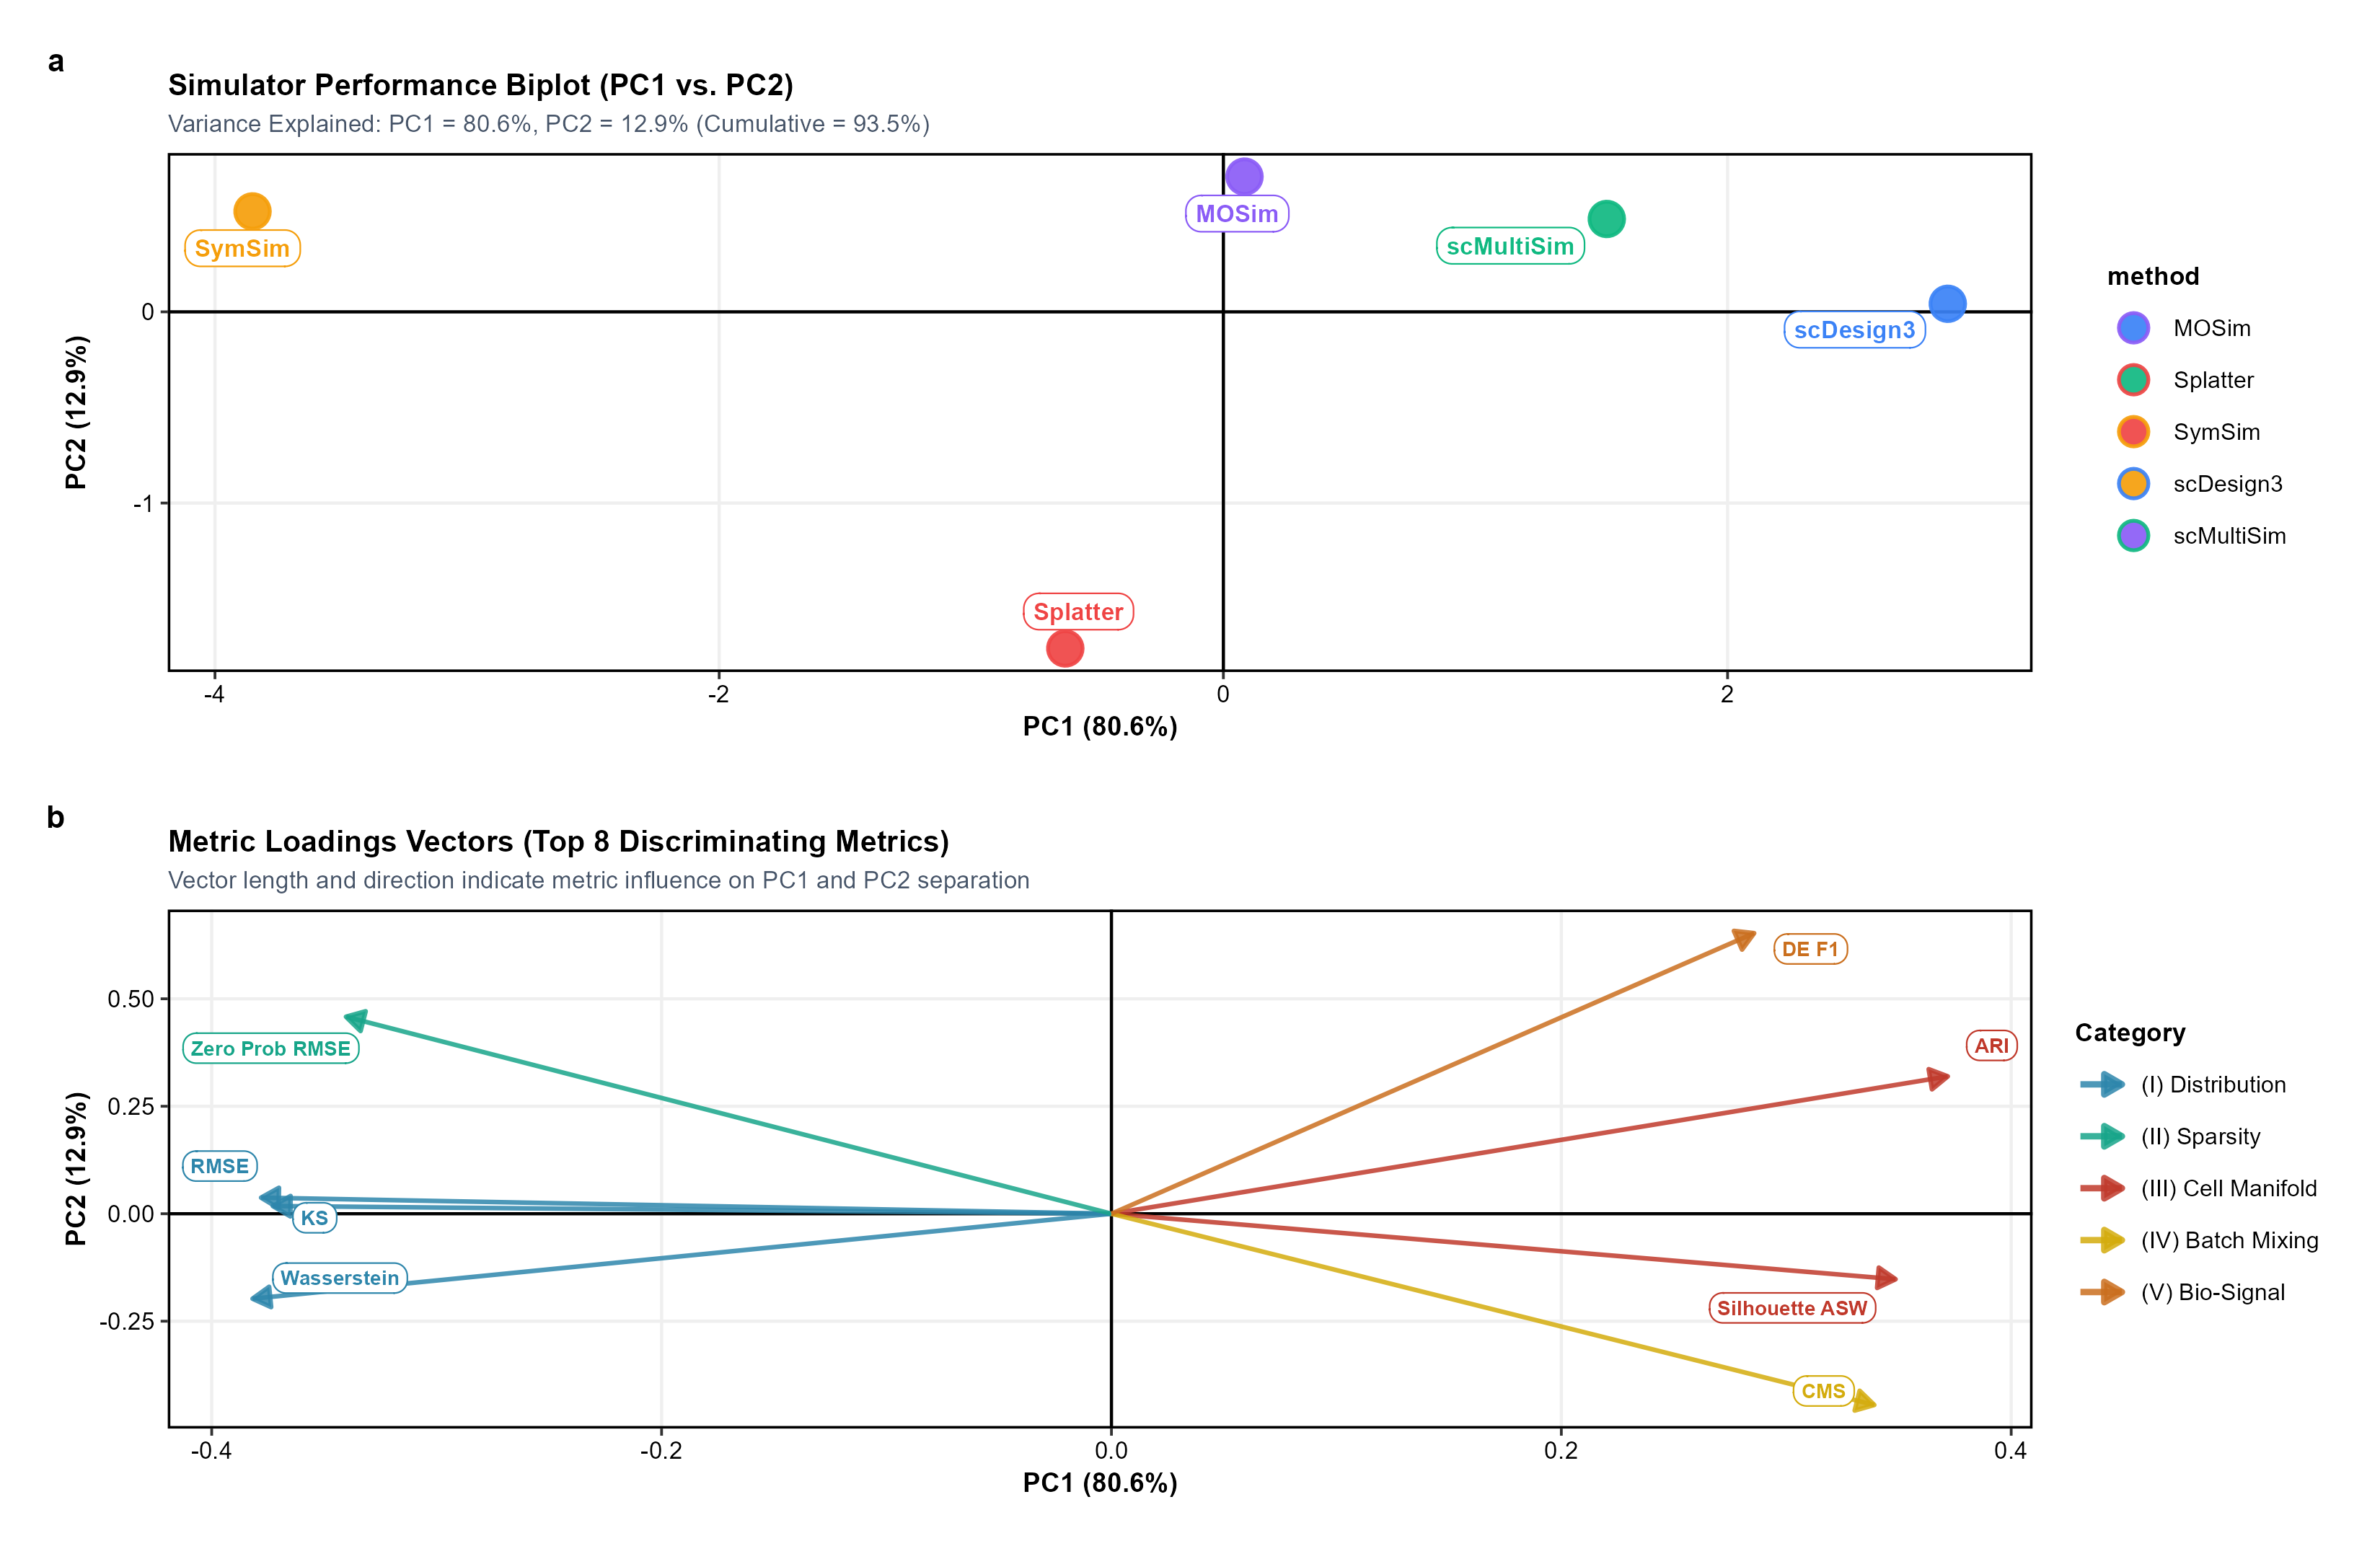 a
Simulator Performance Biplot (PC1 vs. PC2)
Variance Explained: PC1 = 80.6%, PC2 = 12.9% (Cumulative = 93.5%)
PC2 (12.9%)
0
-1
SymSim
MOSim
scMultiSim
scDesign3
Splatter
-4
-2
0
2
PC1 (80.6%)
method
MOSim
Splatter
SymSim
scDesign3
scMultiSim
b
Metric Loadings Vectors (Top 8 Discriminating Metrics)
Vector length and direction indicate metric influence on PC1 and PC2 separation
PC2 (12.9%)
0.50
0.25
0.00
-0.25
DE F1
ARI
Zero Prob RMSE
RMSE
KS
Wasserstein
Silhouette ASW
CMS
-0.4
-0.2
0.0
0.2
0.4
PC1 (80.6%)
Category
(I) Distribution
(II) Sparsity
(III) Cell Manifold
(IV) Batch Mixing
(V) Bio-Signal